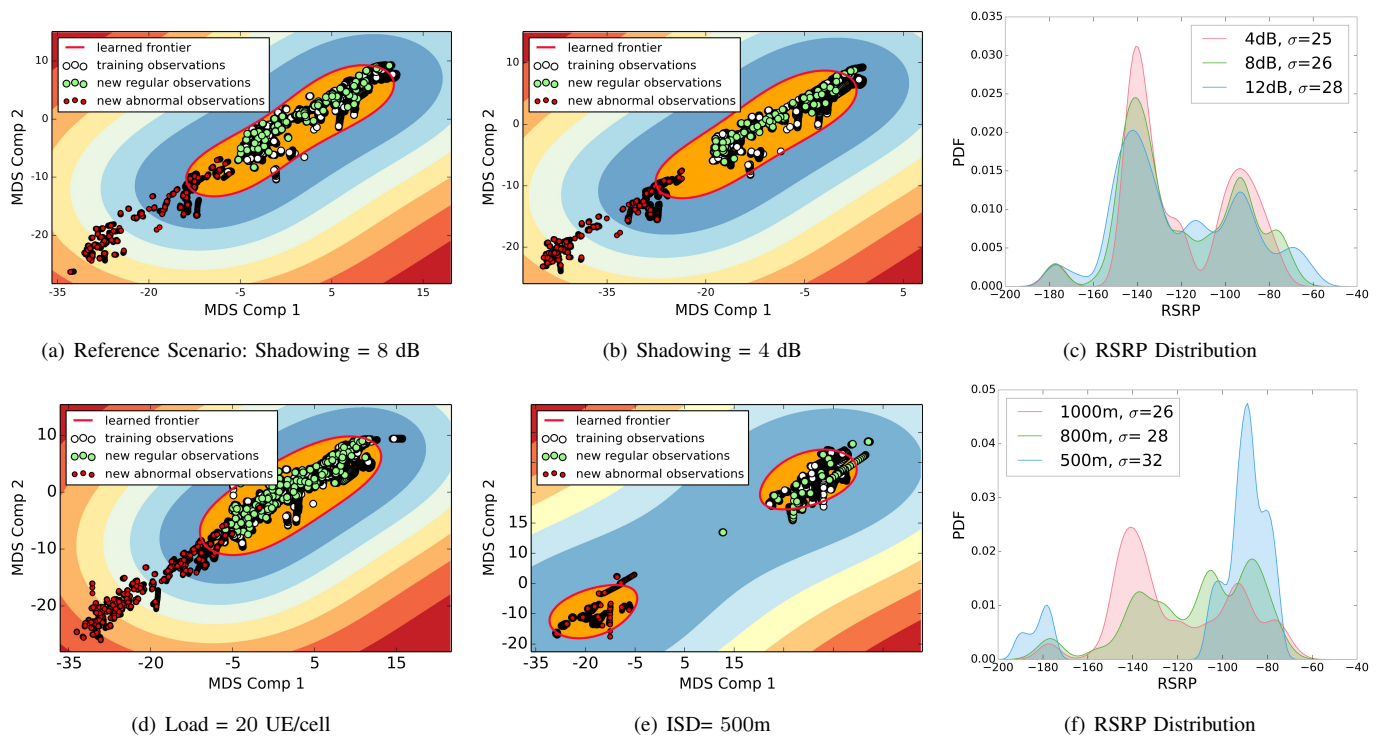 learned frontier
training observations
new regular observations
new abnormal observations
10
0
-10
-20
MDS Comp 2
-35
-25
-15
-5
5
15
MDS Comp 1
(a) Reference Scenario: Shadowing = 8 dB
learned frontier
training observations
new regular observations
new abnormal observations
10
0
-10
-20
MDS Comp 2
-35
-25
-15
-5
5
MDS Comp 1
(b) Shadowing = 4 dB
4dB, σ=25
8dB, σ=26
12dB, σ=28
0.035
0.030
0.025
0.020
0.015
0.010
0.005
0.000
PDF
−200
−180
−160
−140
−120
−100
−80
−60
−40
RSRP
(c) RSRP Distribution
learned frontier
training observations
new regular observations
new abnormal observations
10
0
-10
-20
MDS Comp 2
-35
-25
-15
-5
5
15
MDS Comp 1
(d) Load = 20 UE/cell
learned frontier
training observations
new regular observations
new abnormal observations
15
10
0
-10
-20
MDS Comp 2
-35
-25
-15
-5
5
15
MDS Comp 1
(e) ISD= 500m
1000m, σ=26
800m, σ= 28
500m, σ=32
0.05
0.04
0.03
0.02
0.01
0.00
PDF
−200
−180
−160
−140
−120
−100
−80
−60
−40
RSRP
(f) RSRP Distribution